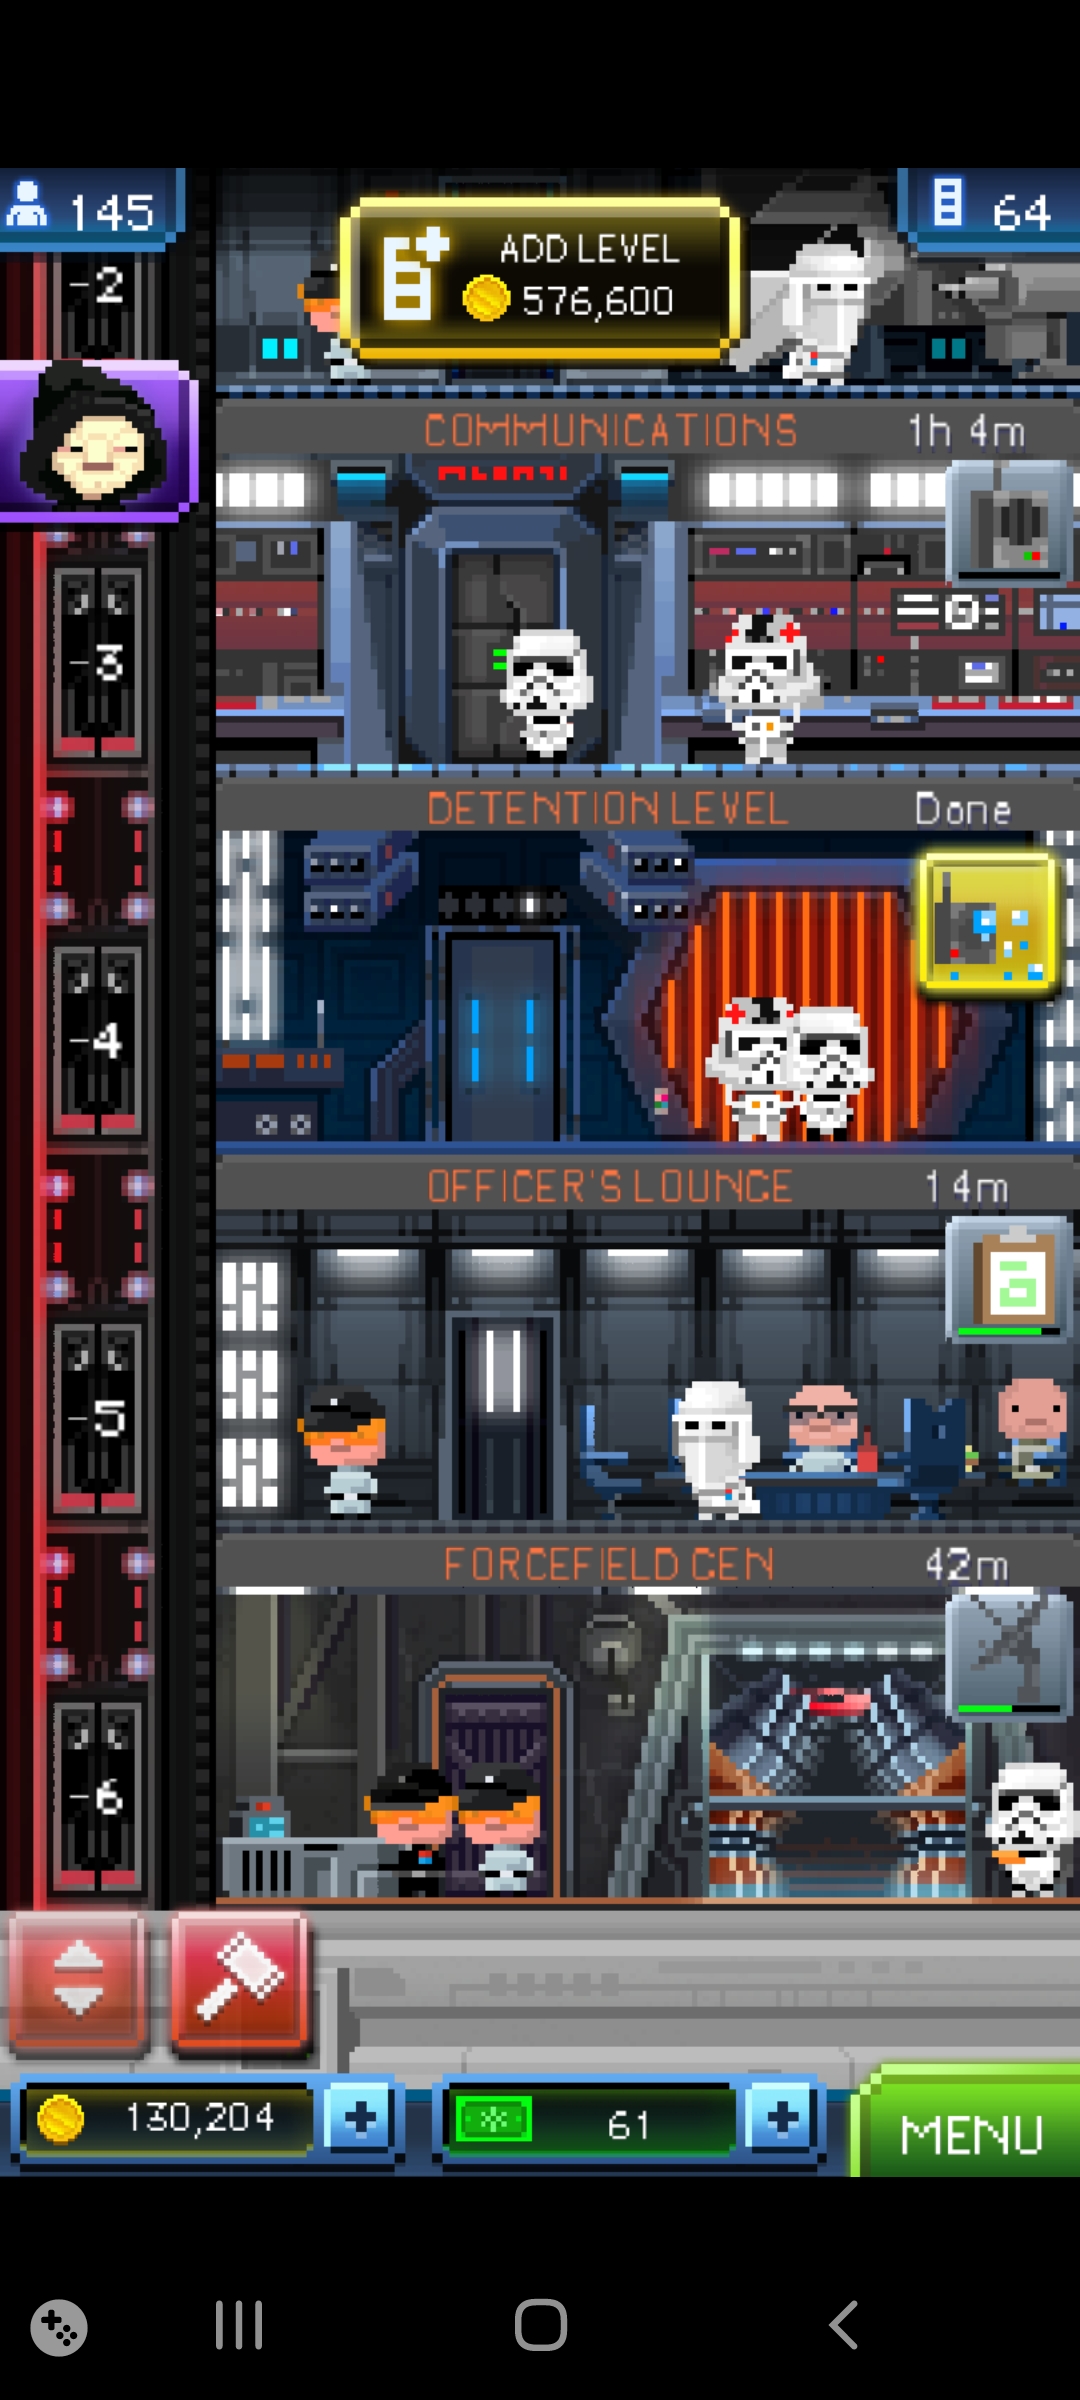 145
ADD LEVEL
576,600
64
-2
COMMUNICATIONS 1h 4m
-3
DETENTION LEVEL Done
-4
OFFICER'S LOUNGE 14m
-5
FORCEFIELD GEN 42m
-6
130,204
61
MENU